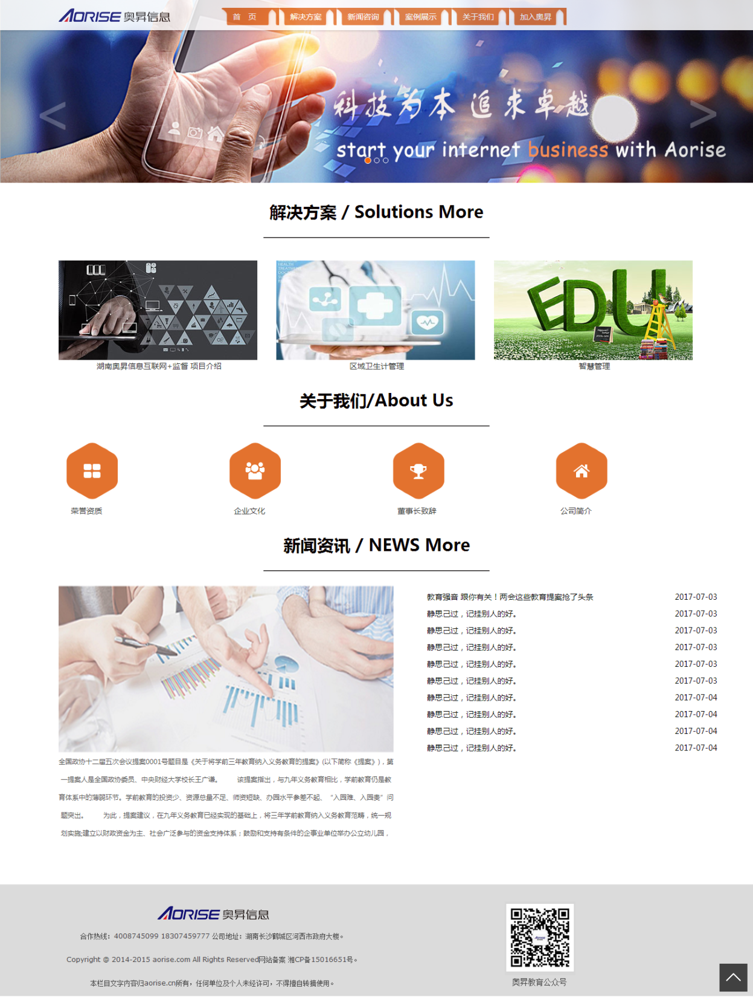 AORISE 奥昇信息
首 页 解决方案 新闻咨询 案例展示 关于我们 加入奥昇
科技为本 追求卓越
start your internet business with Aorise
解决方案 / Solutions More
HEALTH
EDU
湖南奥昇信息互联网+监督 项目介绍
区域卫生计管理
智慧管理
关于我们/About Us
荣誉资质
企业文化
董事长致辞
公司简介
新闻资讯 / NEWS More
教育强音 跟你有关！两会这些教育提案抢了头条 2017-07-03
静思己过，记挂别人的好。 2017-07-03
静思己过，记挂别人的好。 2017-07-03
静思己过，记挂别人的好。 2017-07-03
静思己过，记挂别人的好。 2017-07-03
静思己过，记挂别人的好。 2017-07-03
静思己过，记挂别人的好。 2017-07-04
静思己过，记挂别人的好。 2017-07-04
静思己过，记挂别人的好。 2017-07-04
静思己过，记挂别人的好。 2017-07-04
全国政协十二届五次会议提案0001号题目是《关于将学前三年教育纳入义务教育的提案》(以下简称《提案》)，第
一提案人是全国政协委员、中央财经大学校长王广谦。 该提案指出，与九年义务教育相比，学前教育仍是教
育体系中的薄弱环节。学前教育的投资少、资源总量不足、师资短缺、办园水平参差不起、“入园难、入园贵”问
题突出。 为此，提案建议，在九年义务教育已经实现的基础上，将三年学前教育纳入义务教育范畴，统一规
划实施;建立以财政资金为主、社会广泛参与的资金支持体系；鼓励和支持有条件的企事业单位举办公立幼儿园，
AORISE 奥昇信息
合作热线：4008745099 18307459777 公司地址：湖南长沙鹤城区河西市政府大楼。
Copyright @ 2014-2015 aorise.com All Rights Reserved网站备案 湘CP备15016651号。
本栏目文字内容归aorise.cn所有，任何单位及个人未经许可，不得擅自转摘使用。
奥昇教育公众号